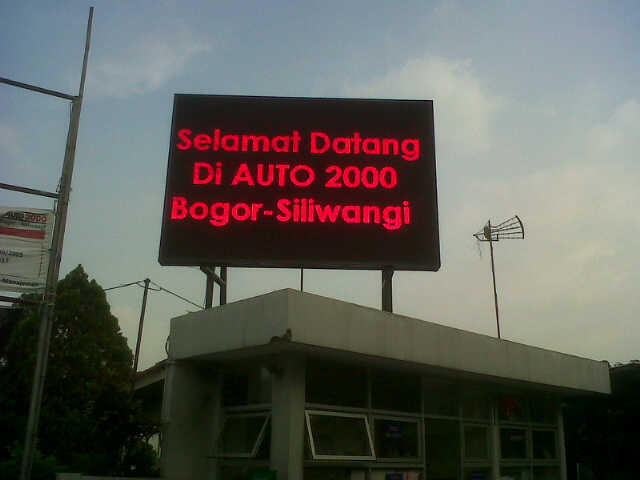 Selamat Datang
Di AUTO 2000
Bogor-Siliwangi